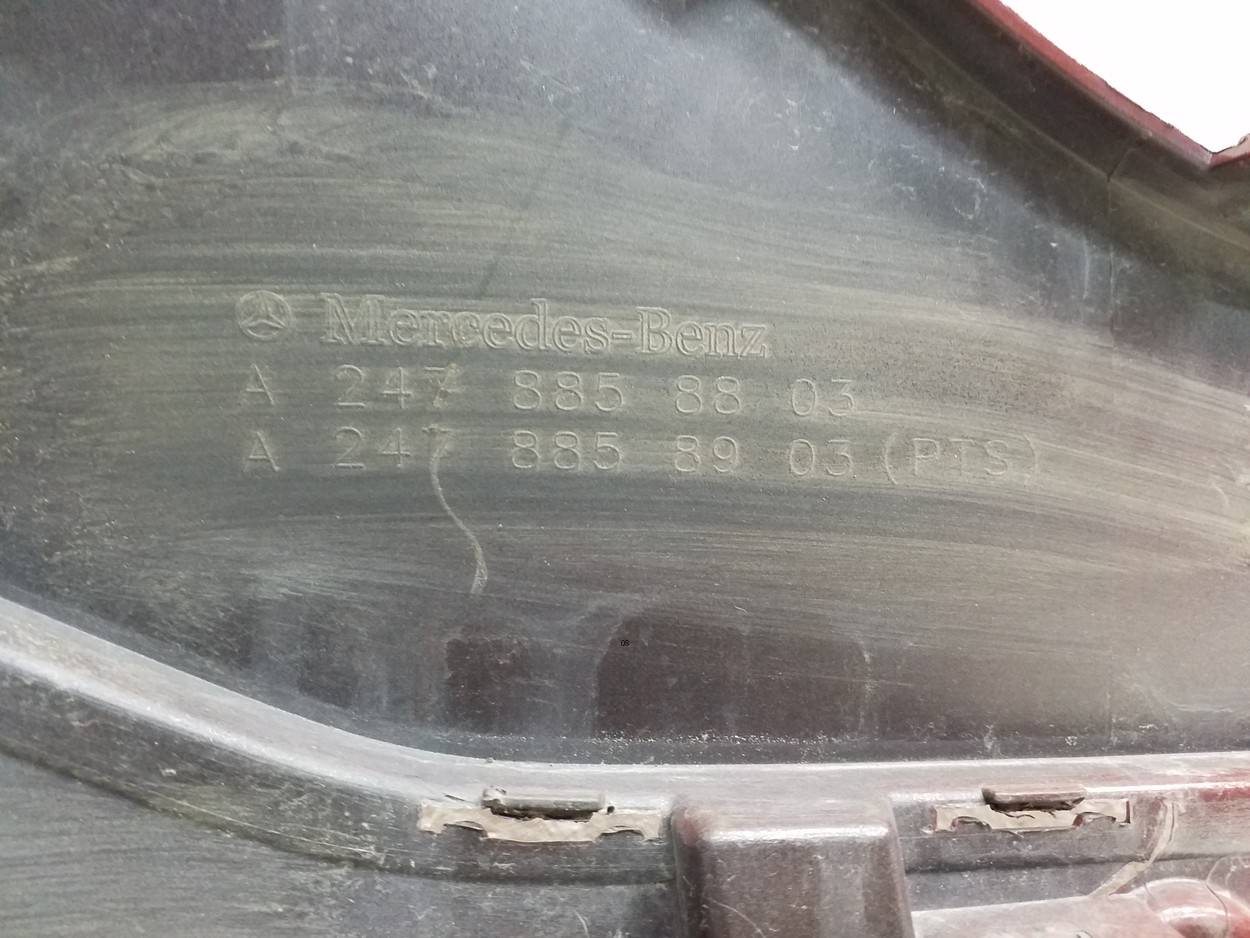 Mercedes-Benz
A 247 885 88 03
A 247 885 89 03 (PTS)